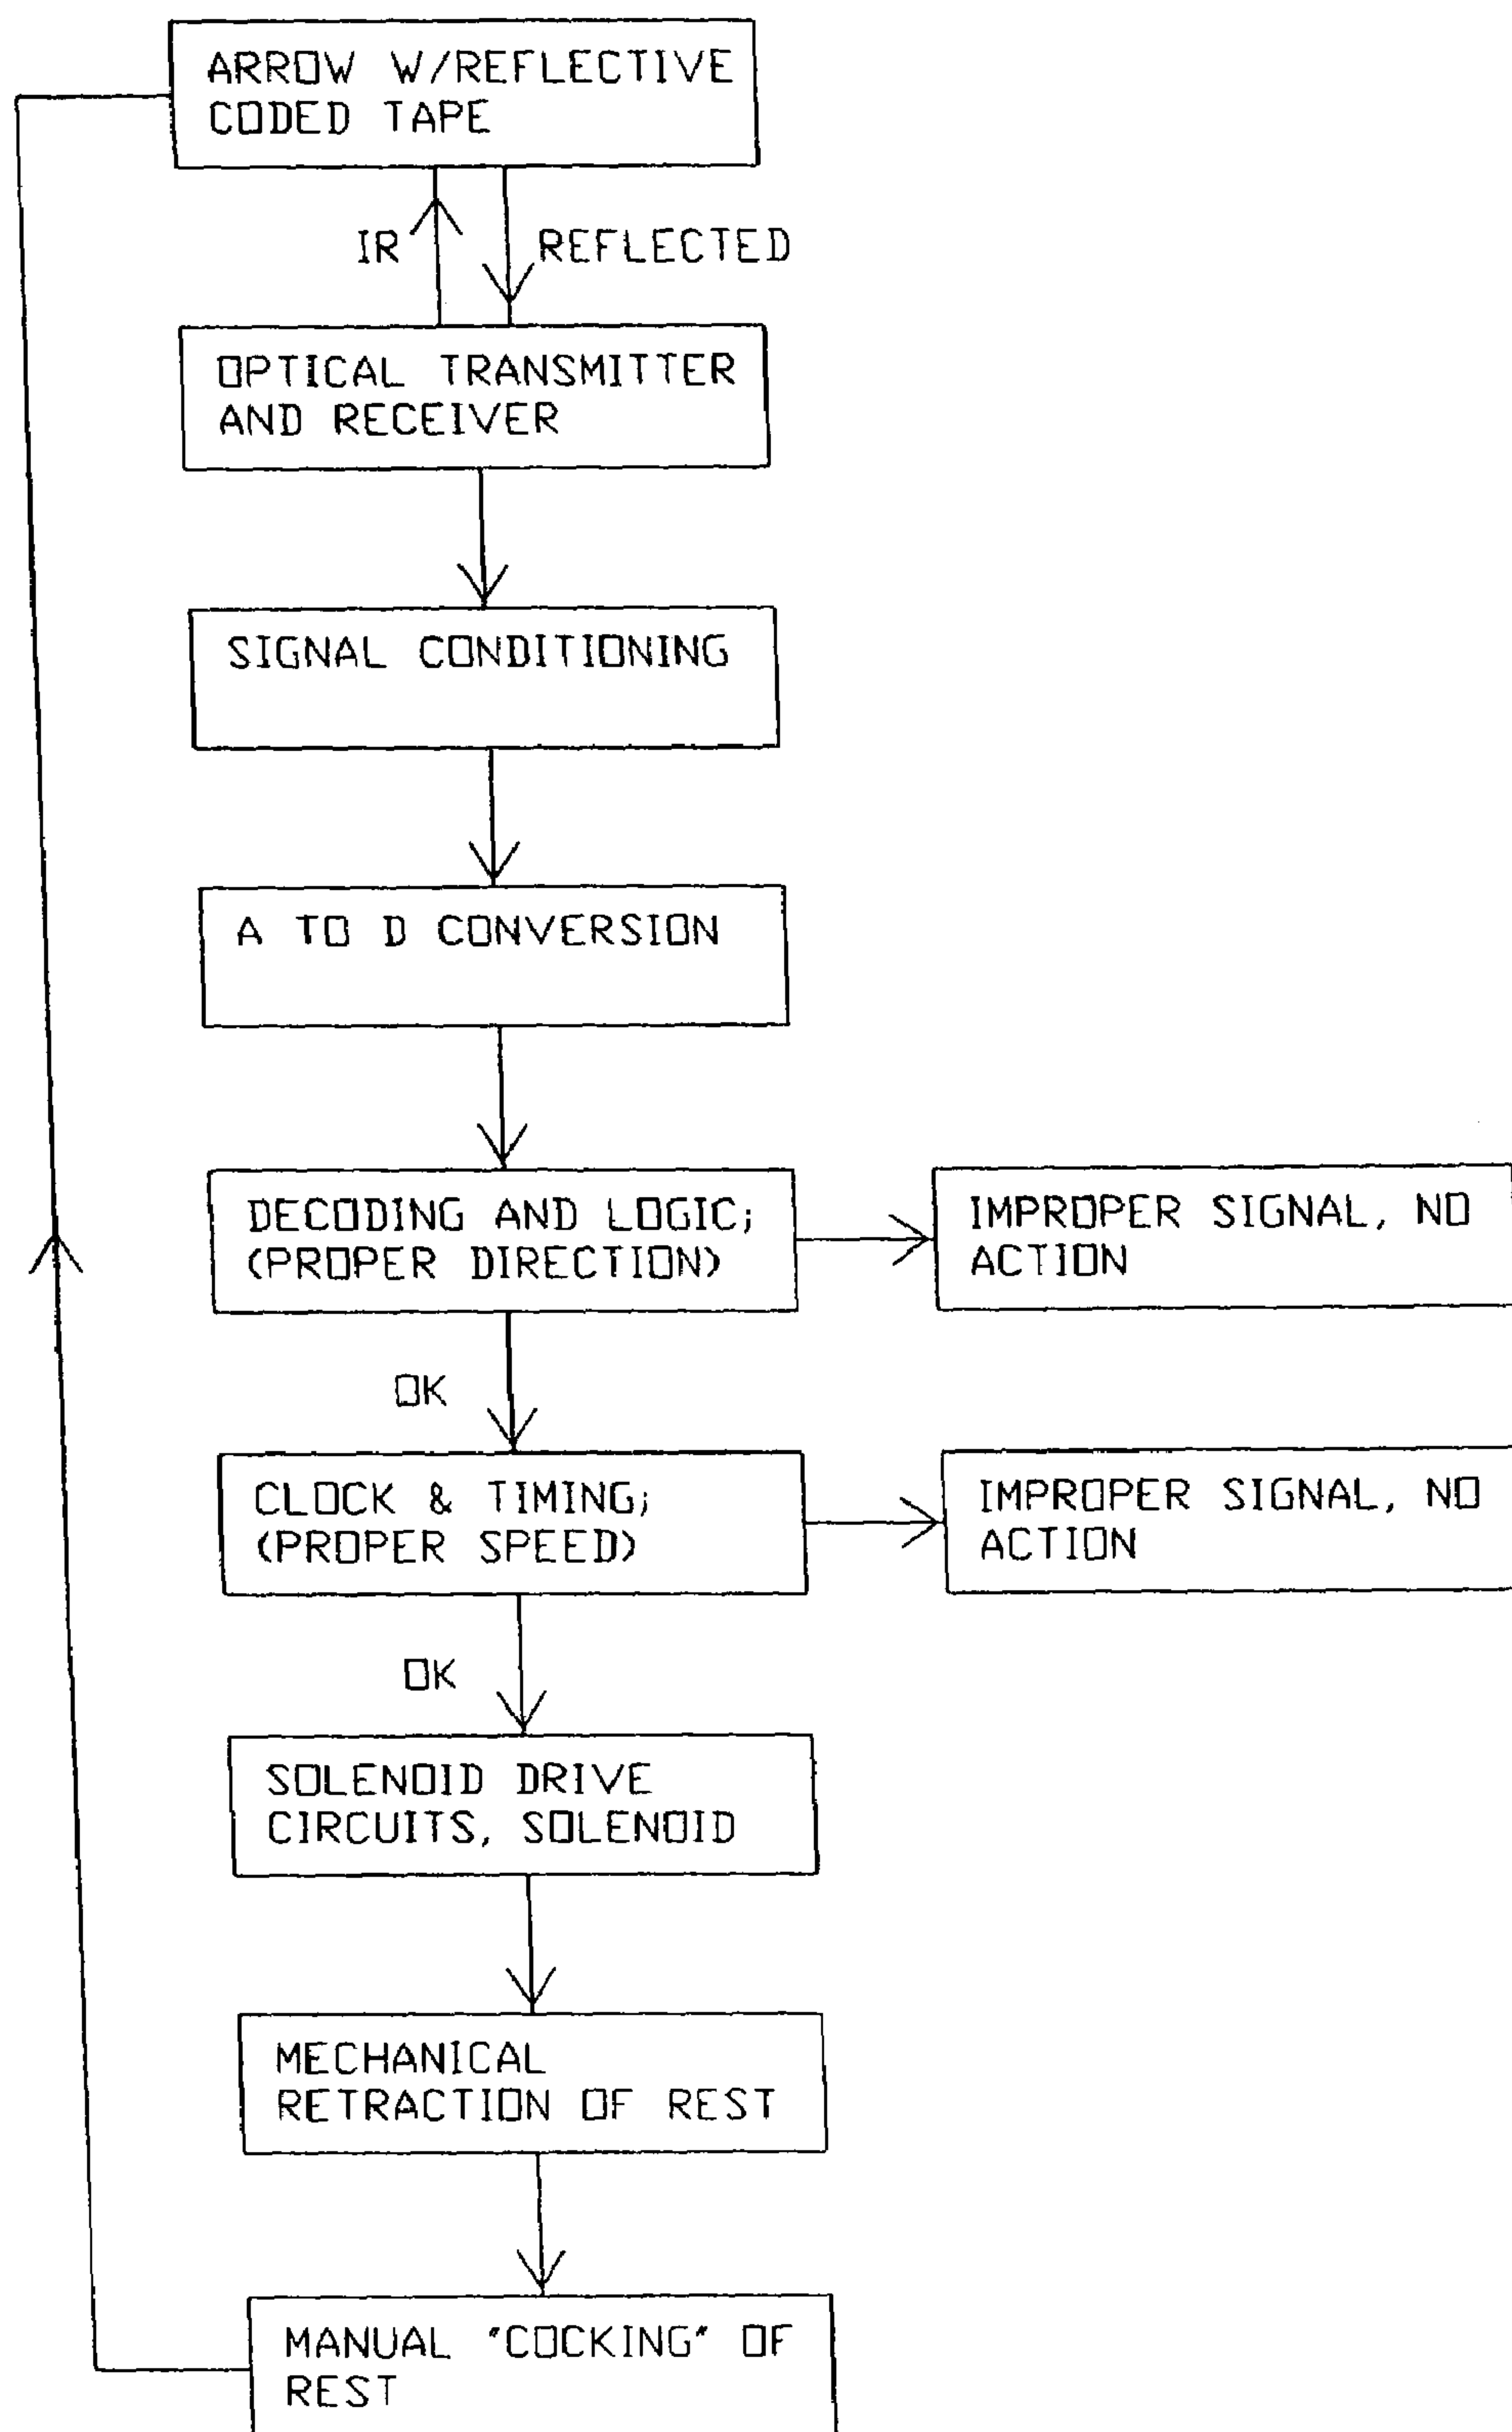 ARROW W/REFLECTIVE
CODED TAPE
IR
REFLECTED
OPTICAL TRANSMITTER
AND RECEIVER
SIGNAL CONDITIONING
A TO D CONVERSION
DECODING AND LOGIC;
(PROPER DIRECTION)
IMPROPER SIGNAL, NO
ACTION
OK
CLOCK & TIMING;
(PROPER SPEED)
IMPROPER SIGNAL, NO
ACTION
OK
SOLENOID DRIVE
CIRCUITS, SOLENOID
MECHANICAL
RETRACTION OF REST
MANUAL "COCKING" OF
REST